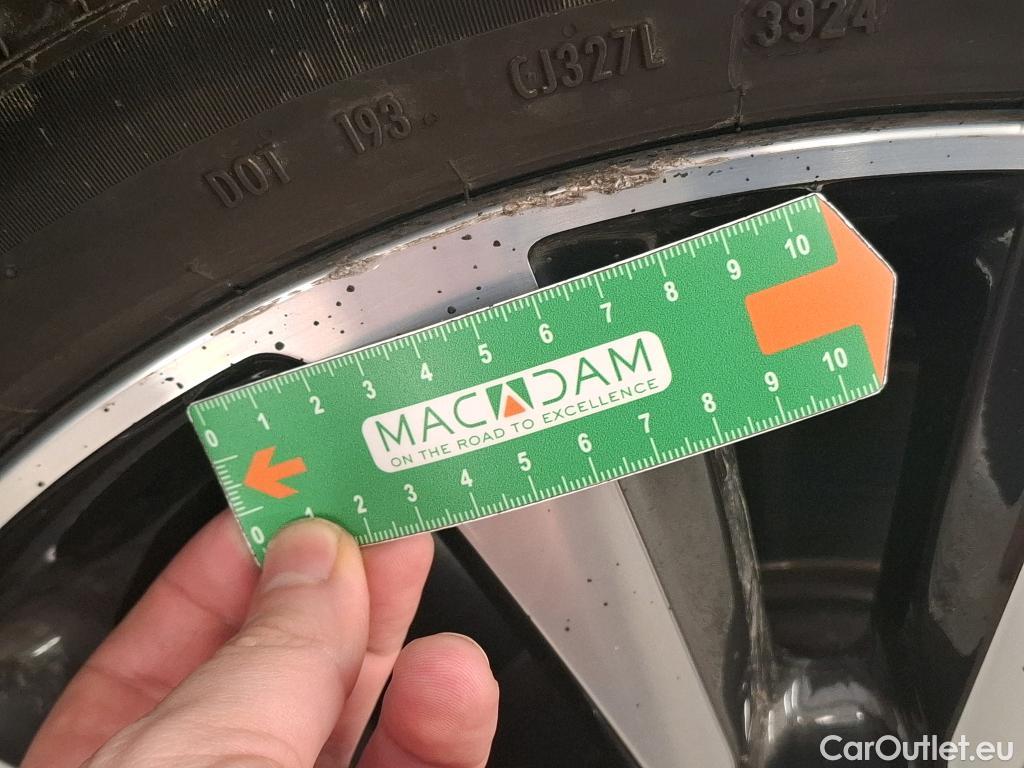 DOT 193 CJ327L 3924
0 1 2 3 4 5 6 7 8 9 10
MACADAM
ON THE ROAD TO EXCELLENCE
0 1 2 3 4 5 6 7 8 9 10
CarOutlet.eu